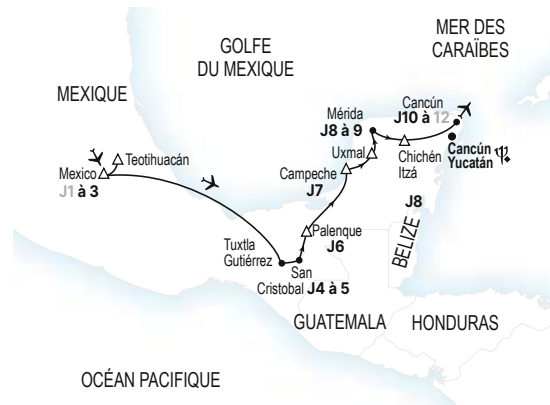 MER DES
CARAÏBES
GOLFE
DU MEXIQUE
MEXIQUE
Mérida
J8 à 9
Cancún
J10 à 12
Teotihuacán
Mexico
J1 à 3
Uxmal
Chichén
Itzá
Cancún
Yucatán
Campeche
J7
J8
Palenque
J6
BELIZE
Tuxtla
Gutiérrez
San
Cristobal J4 à 5
GUATEMALA
HONDURAS
OCÉAN PACIFIQUE